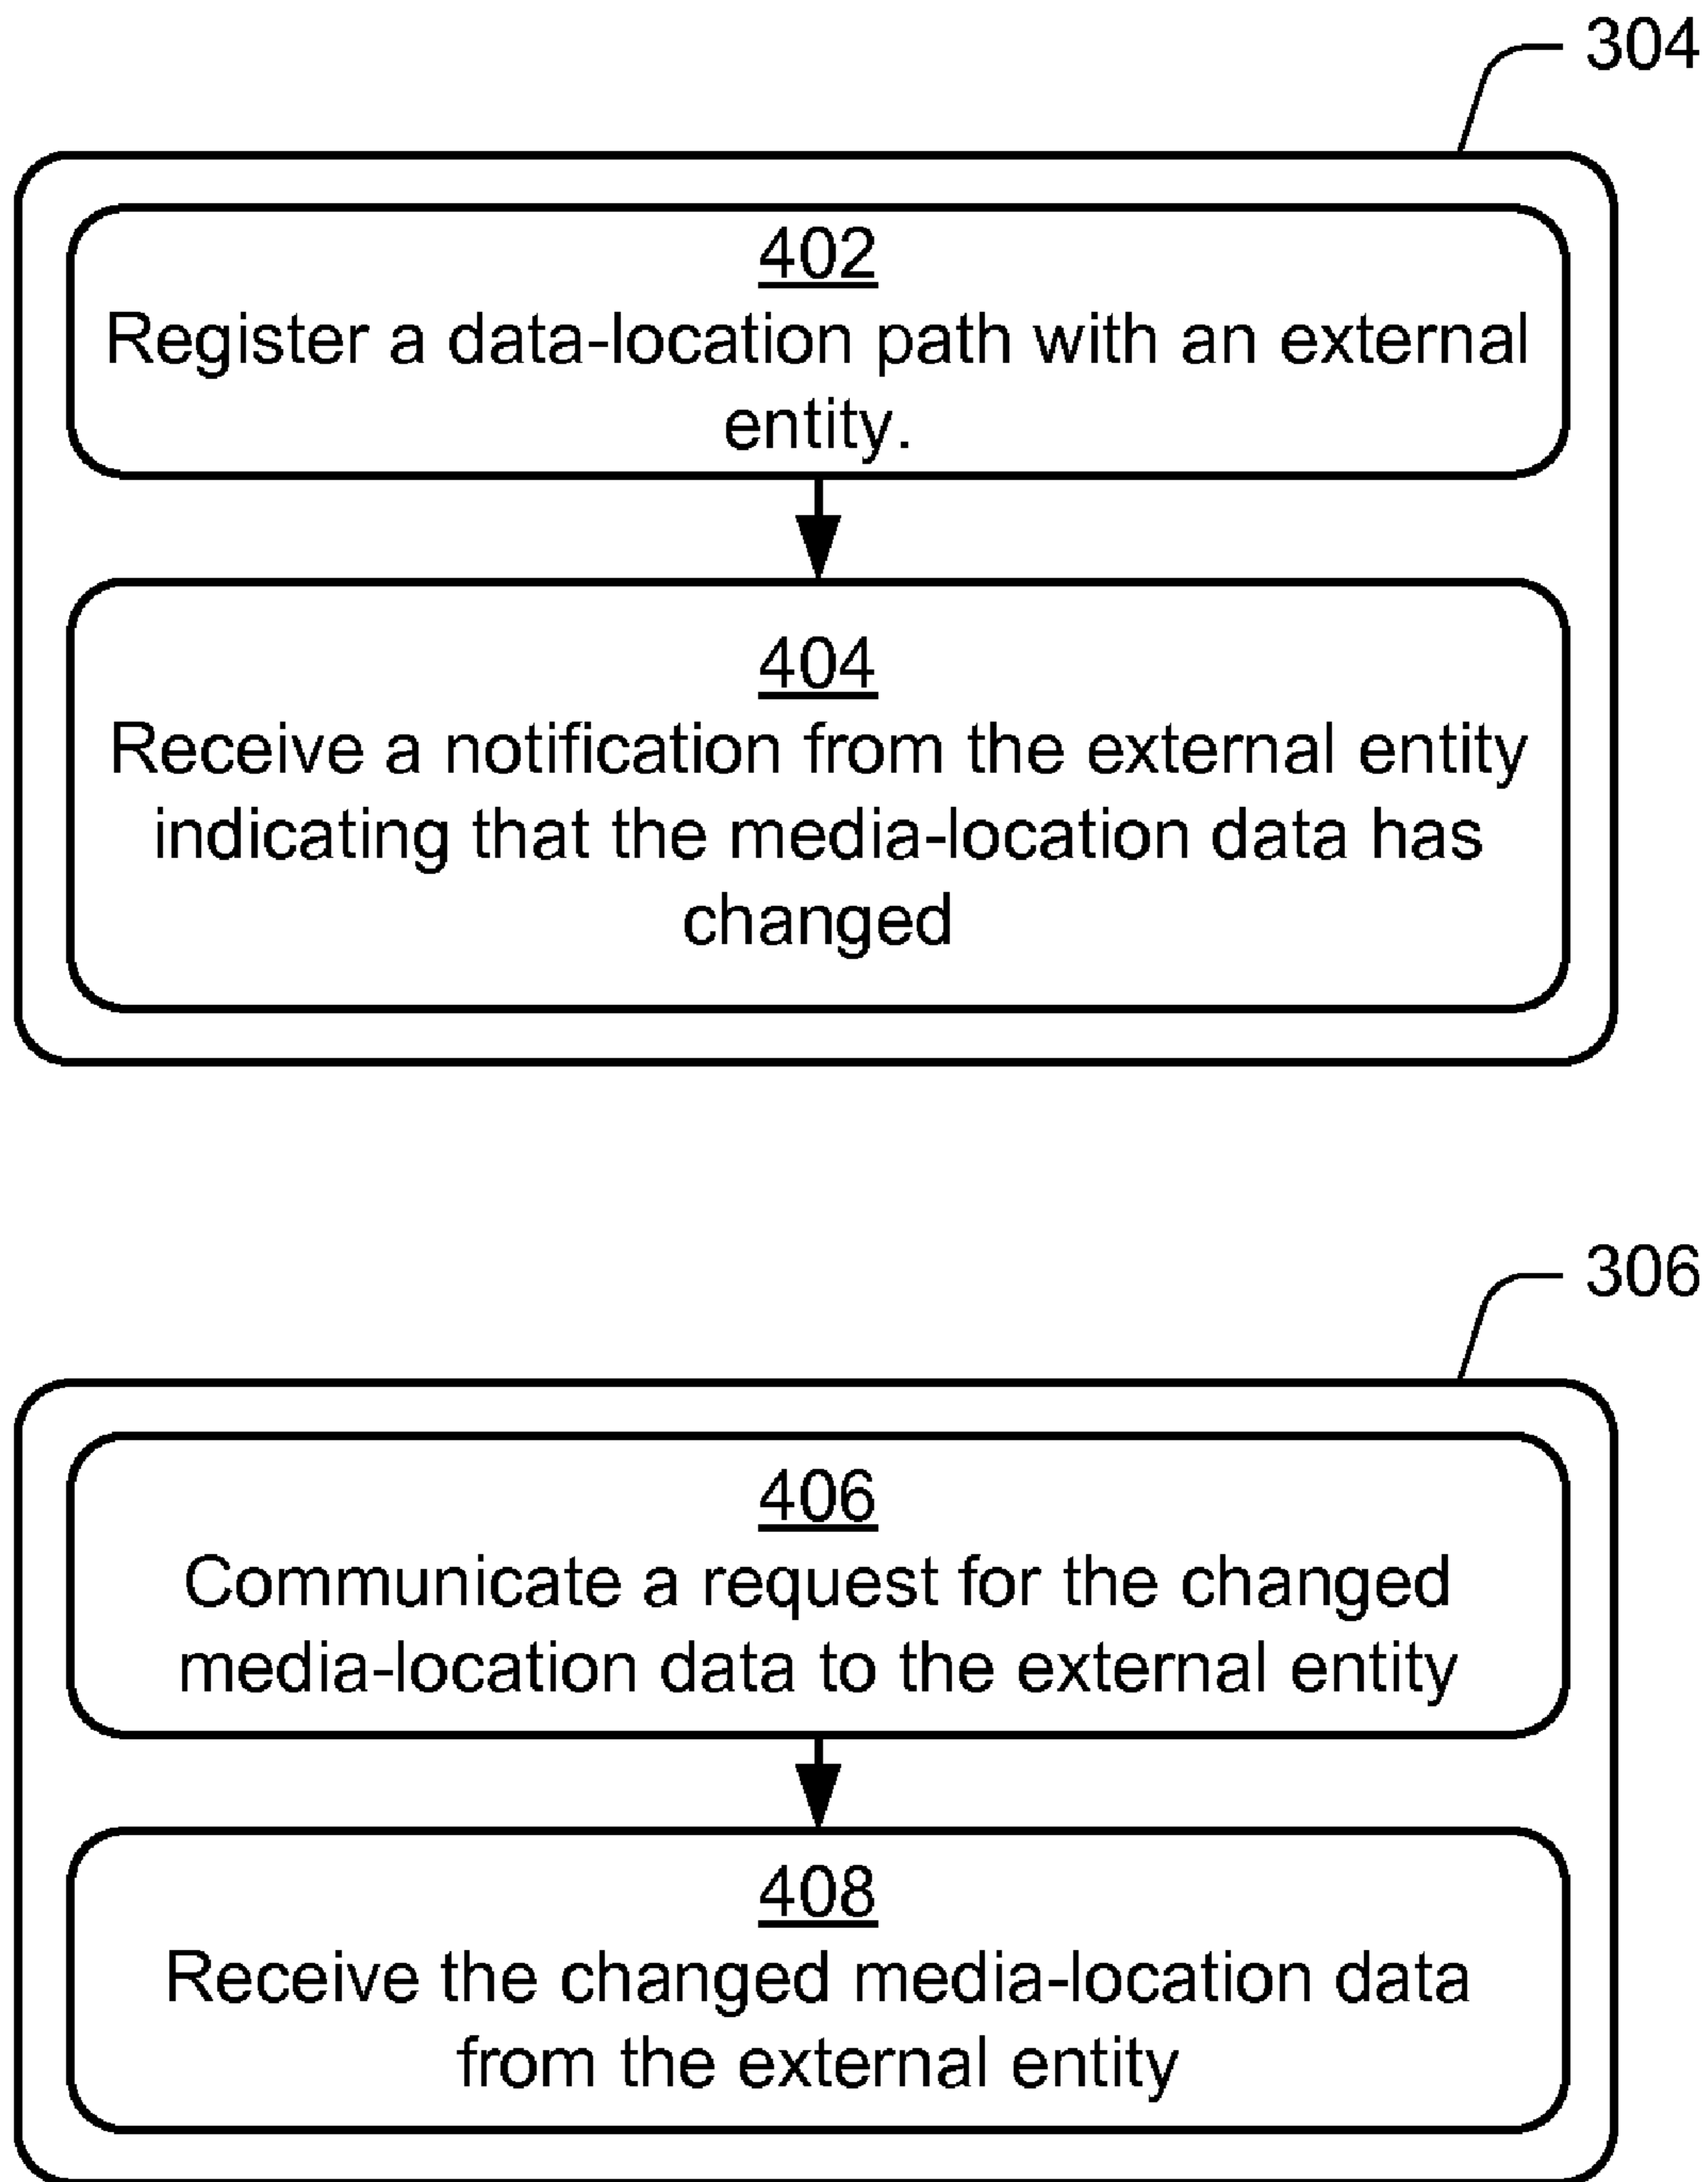 304
402
Register a data-location path with an external
entity.
404
Receive a notification from the external entity
indicating that the media-location data has
changed
306
406
Communicate a request for the changed
media-location data to the external entity
408
Receive the changed media-location data
from the external entity